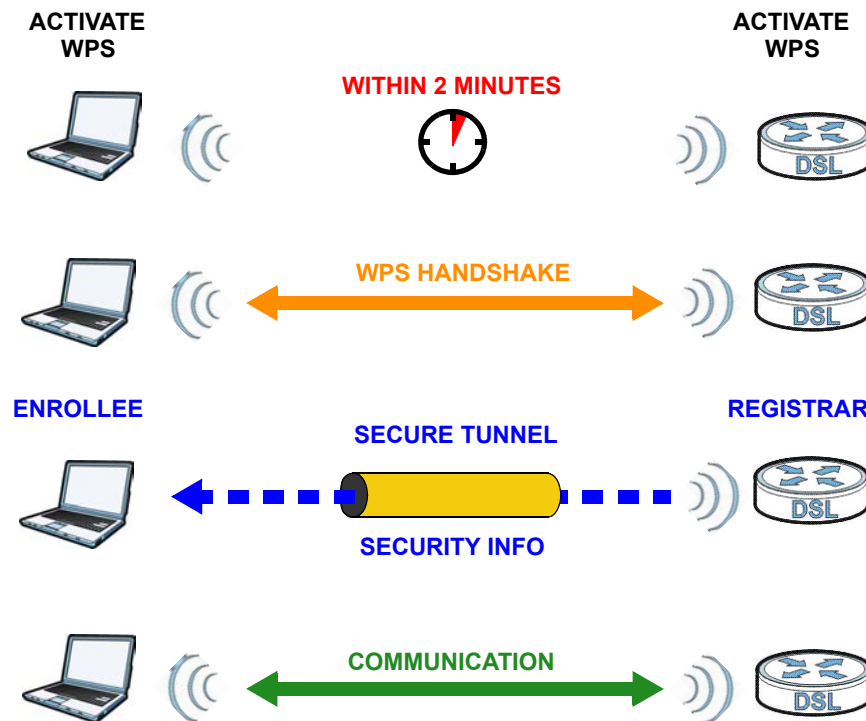 ACTIVATE
WPS
ACTIVATE
WPS
WITHIN 2 MINUTES
DSL
WPS HANDSHAKE
DSL
ENROLLEE
REGISTRAR
SECURE TUNNEL
DSL
SECURITY INFO
COMMUNICATION
DSL